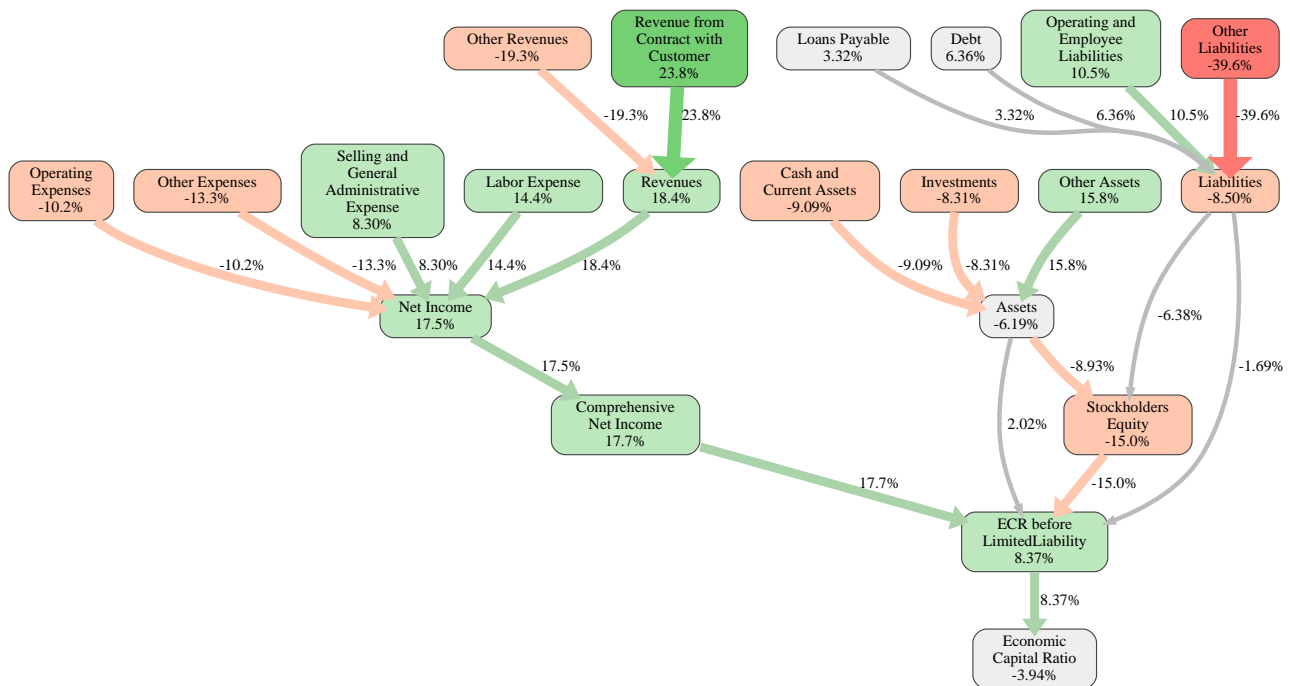 Other Revenues
-19.3%
Revenue from
Contract with
Customer
23.8%
Loans Payable
3.32%
Debt
6.36%
Operating and
Employee
Liabilities
10.5%
Other
Liabilities
-39.6%
-19.3%
23.8%
3.32%
6.36%
10.5%
-39.6%
Operating
Expenses
-10.2%
Other Expenses
-13.3%
Selling and
General
Administrative
Expense
8.30%
Labor Expense
14.4%
Revenues
18.4%
Cash and
Current Assets
-9.09%
Investments
-8.31%
Other Assets
15.8%
Liabilities
-8.50%
-10.2%
-13.3%
8.30%
14.4%
18.4%
-9.09%
-8.31%
15.8%
Net Income
17.5%
Assets
-6.19%
-6.38%
17.5%
-8.93%
-1.69%
Comprehensive
Net Income
17.7%
2.02%
Stockholders
Equity
-15.0%
17.7%
-15.0%
ECR before
LimitedLiability
8.37%
8.37%
Economic
Capital Ratio
-3.94%